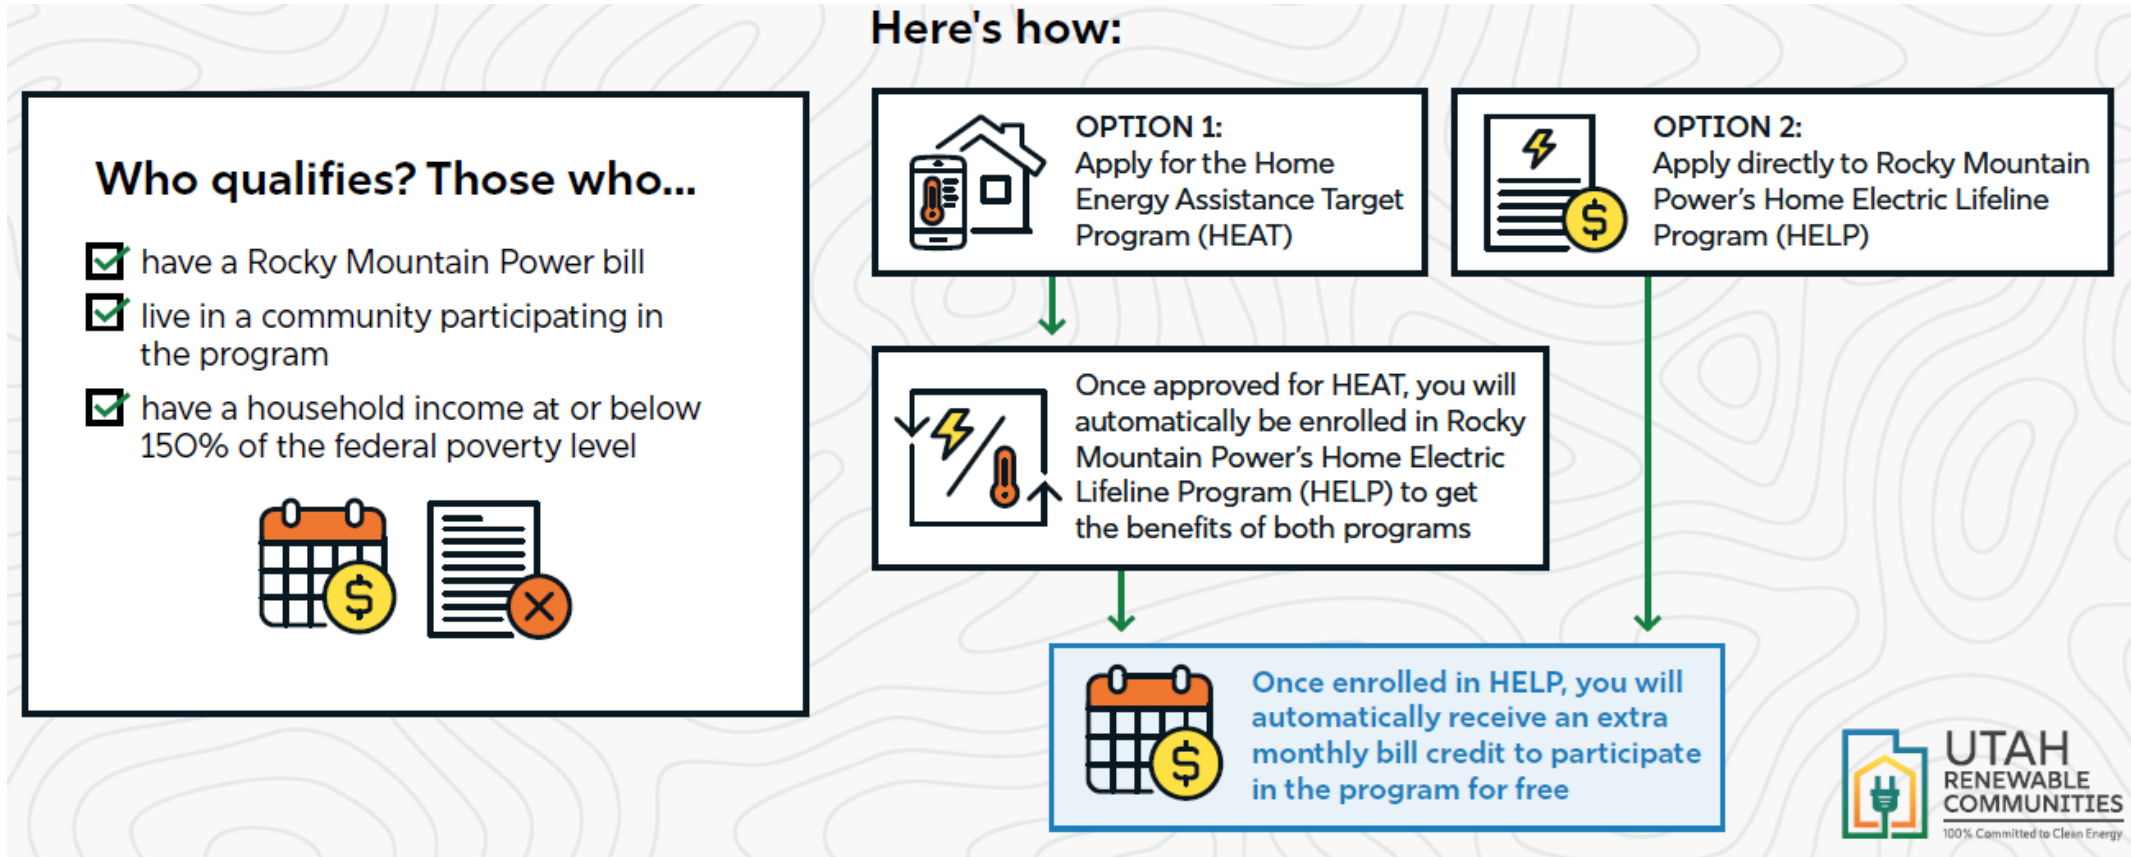 Here's how:
Who qualifies? Those who...
have a Rocky Mountain Power bill
live in a community participating in
the program
have a household income at or below
150% of the federal poverty level
OPTION 1:
Apply for the Home
Energy Assistance Target
Program (HEAT)
OPTION 2:
Apply directly to Rocky Mountain
Power's Home Electric Lifeline
Program (HELP)
Once approved for HEAT, you will
automatically be enrolled in Rocky
Mountain Power's Home Electric
Lifeline Program (HELP) to get
the benefits of both programs
Once enrolled in HELP, you will
automatically receive an extra
monthly bill credit to participate
in the program for free
UTAH
RENEWABLE
COMMUNITIES
100% Committed to Clean Energy